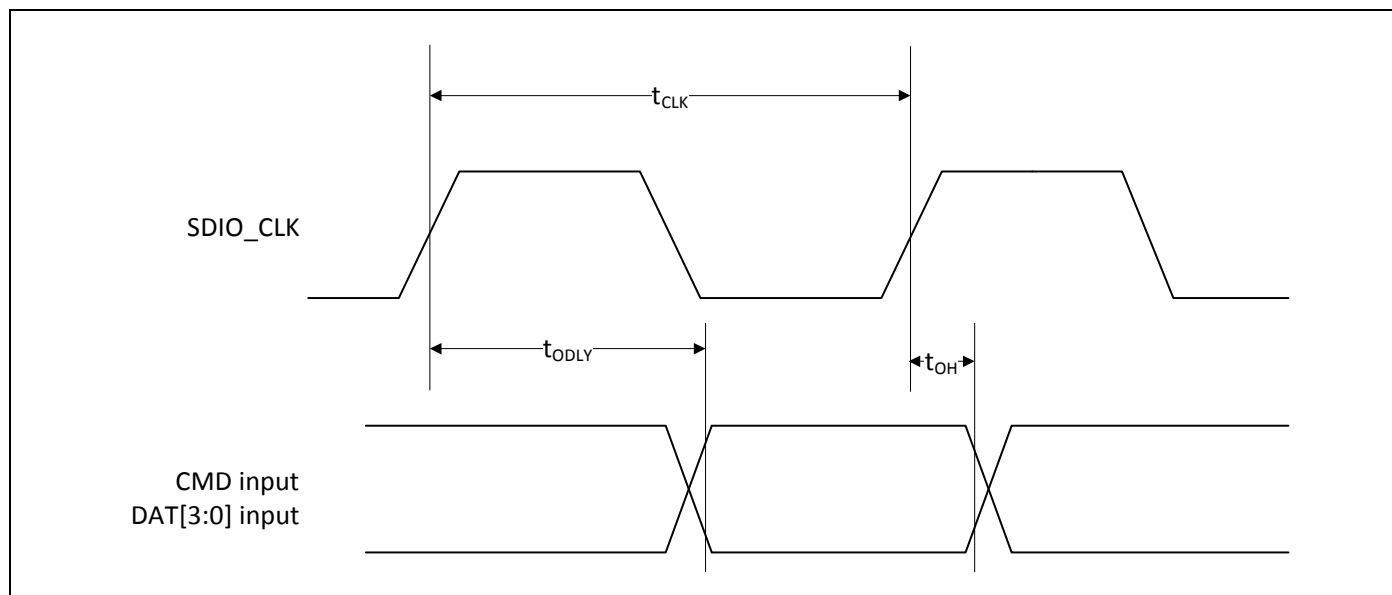 tCLK
SDIO_CLK
tODLY
tOH
CMD input
DAT[3:0] input